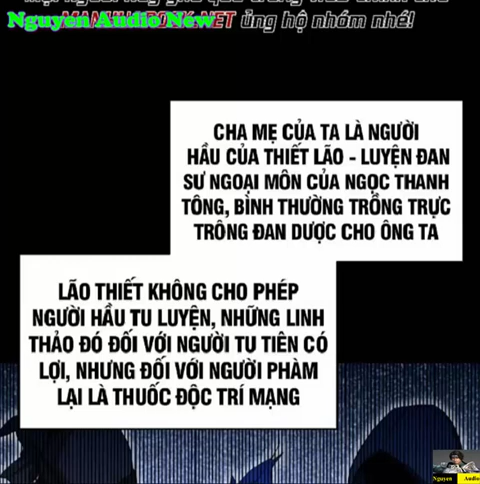 Nguyen Audio New
.NET ủng hộ nhóm nhé!
CHA MẸ CỦA TA LÀ NGƯỜI
HẦU CỦA THIẾT LÃO - LUYỆN ĐAN
SƯ NGOẠI MÔN CỦA NGỌC THANH
TÔNG, BÌNH THƯỜNG TRỒNG TRỰC
TRÔNG ĐAN DƯỢC CHO ÔNG TA
LÃO THIẾT KHÔNG CHO PHÉP
NGƯỜI HẦU TU LUYỆN, NHỮNG LINH
THẢO ĐÓ ĐỐI VỚI NGƯỜI TU TIÊN CÓ
LỢI, NHƯNG ĐỐI VỚI NGƯỜI PHÀM
LẠI LÀ THUỐC ĐỘC TRÍ MẠNG
Nguyen Audio